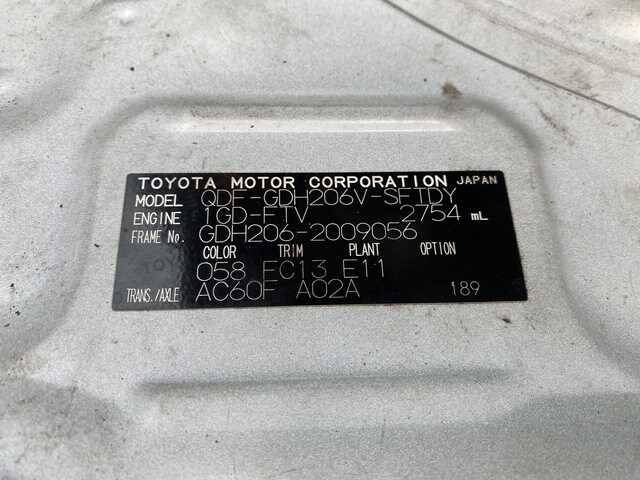 TOYOTA MOTOR CORPORATION JAPAN
MODEL QDF-GDH206V-SFTDY
ENGINE 1GD-FTV 2754 mL
FRAME No. GDH206-2009056
COLOR TRIM PLANT OPTION
058 FC13 E11
TRANS./AXLE AC60F A02A 189